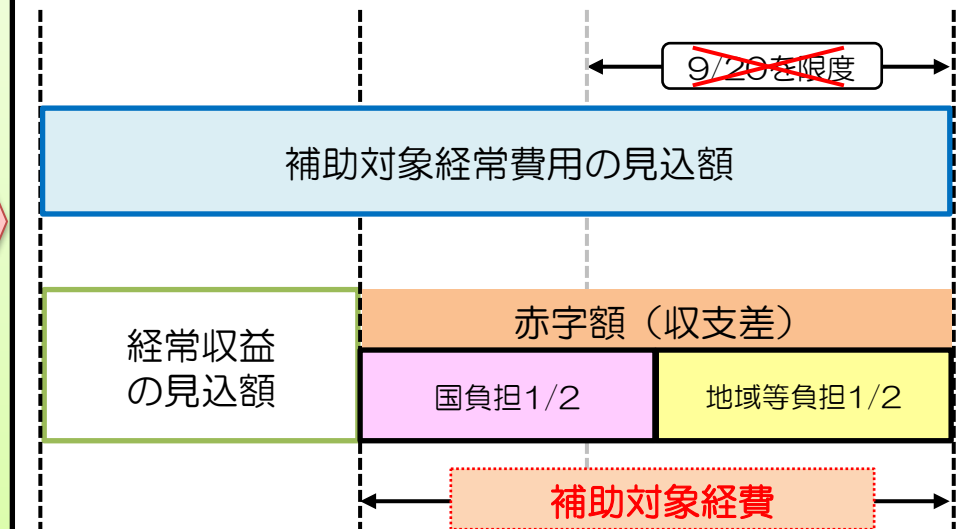 9/20を限度
補助対象経常費用の見込額
経常収益
の見込額
赤字額（収支差）
国負担1/2
地域等負担1/2
補助対象経費